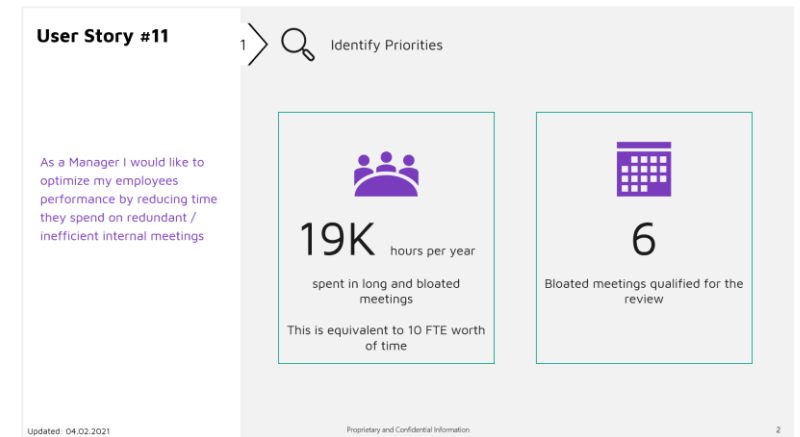 User Story #11
1
Identify Priorities
As a Manager I would like to
optimize my employees
performance by reducing time
they spend on redundant /
inefficient internal meetings
19K hours per year
spent in long and bloated
meetings
This is equivalent to 10 FTE worth
of time
6
Bloated meetings qualified for the
review
Updated: 04.02.2021
Proprietary and Confidential Information
2